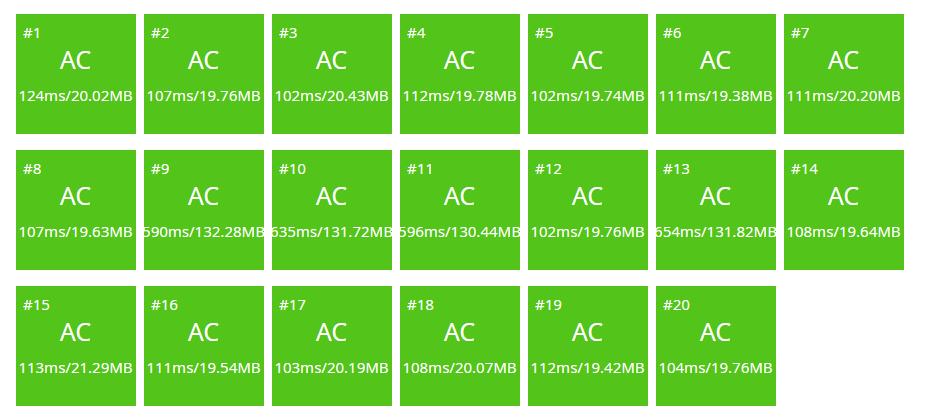 #1 #2 #3 #4 #5 #6 #7
AC AC AC AC AC AC AC
124ms/20.02MB 107ms/19.76MB 102ms/20.43MB 112ms/19.78MB 102ms/19.74MB 111ms/19.38MB 111ms/20.20MB
#8 #9 #10 #11 #12 #13 #14
AC AC AC AC AC AC AC
107ms/19.63MB 590ms/132.28MB 635ms/131.72MB 596ms/130.44MB 102ms/19.76MB 654ms/131.82MB 108ms/19.64MB
#15 #16 #17 #18 #19 #20
AC AC AC AC AC AC
113ms/21.29MB 111ms/19.54MB 103ms/20.19MB 108ms/20.07MB 112ms/19.42MB 104ms/19.76MB